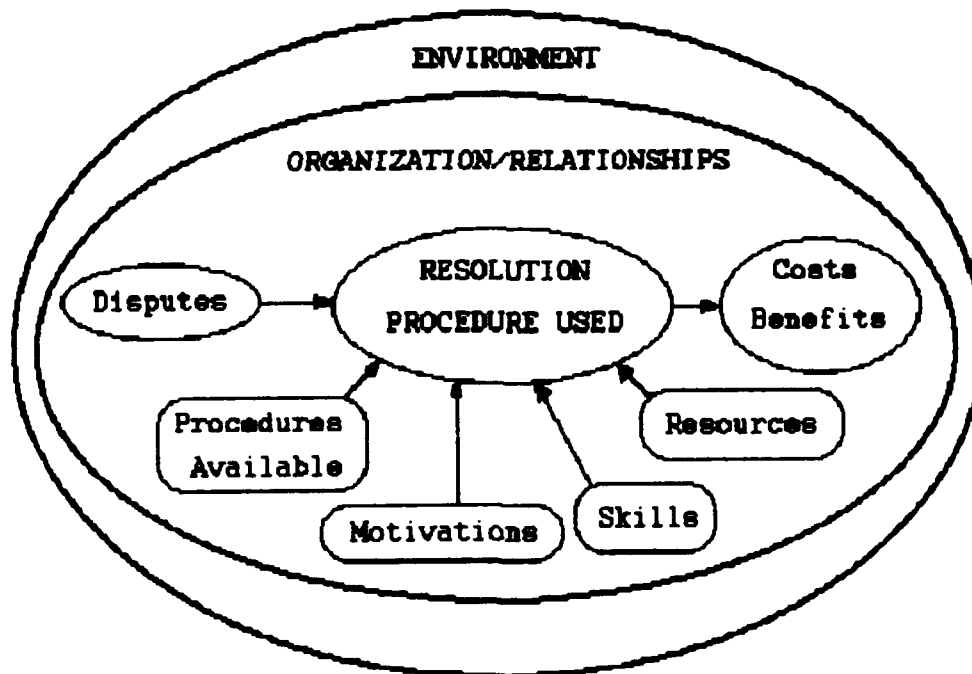 ENVIRONMENT
ORGANIZATION/RELATIONSHIPS
Disputes
RESOLUTION
PROCEDURE USED
Costs
Benefits
Procedures
Available
Motivations
Skills
Resources